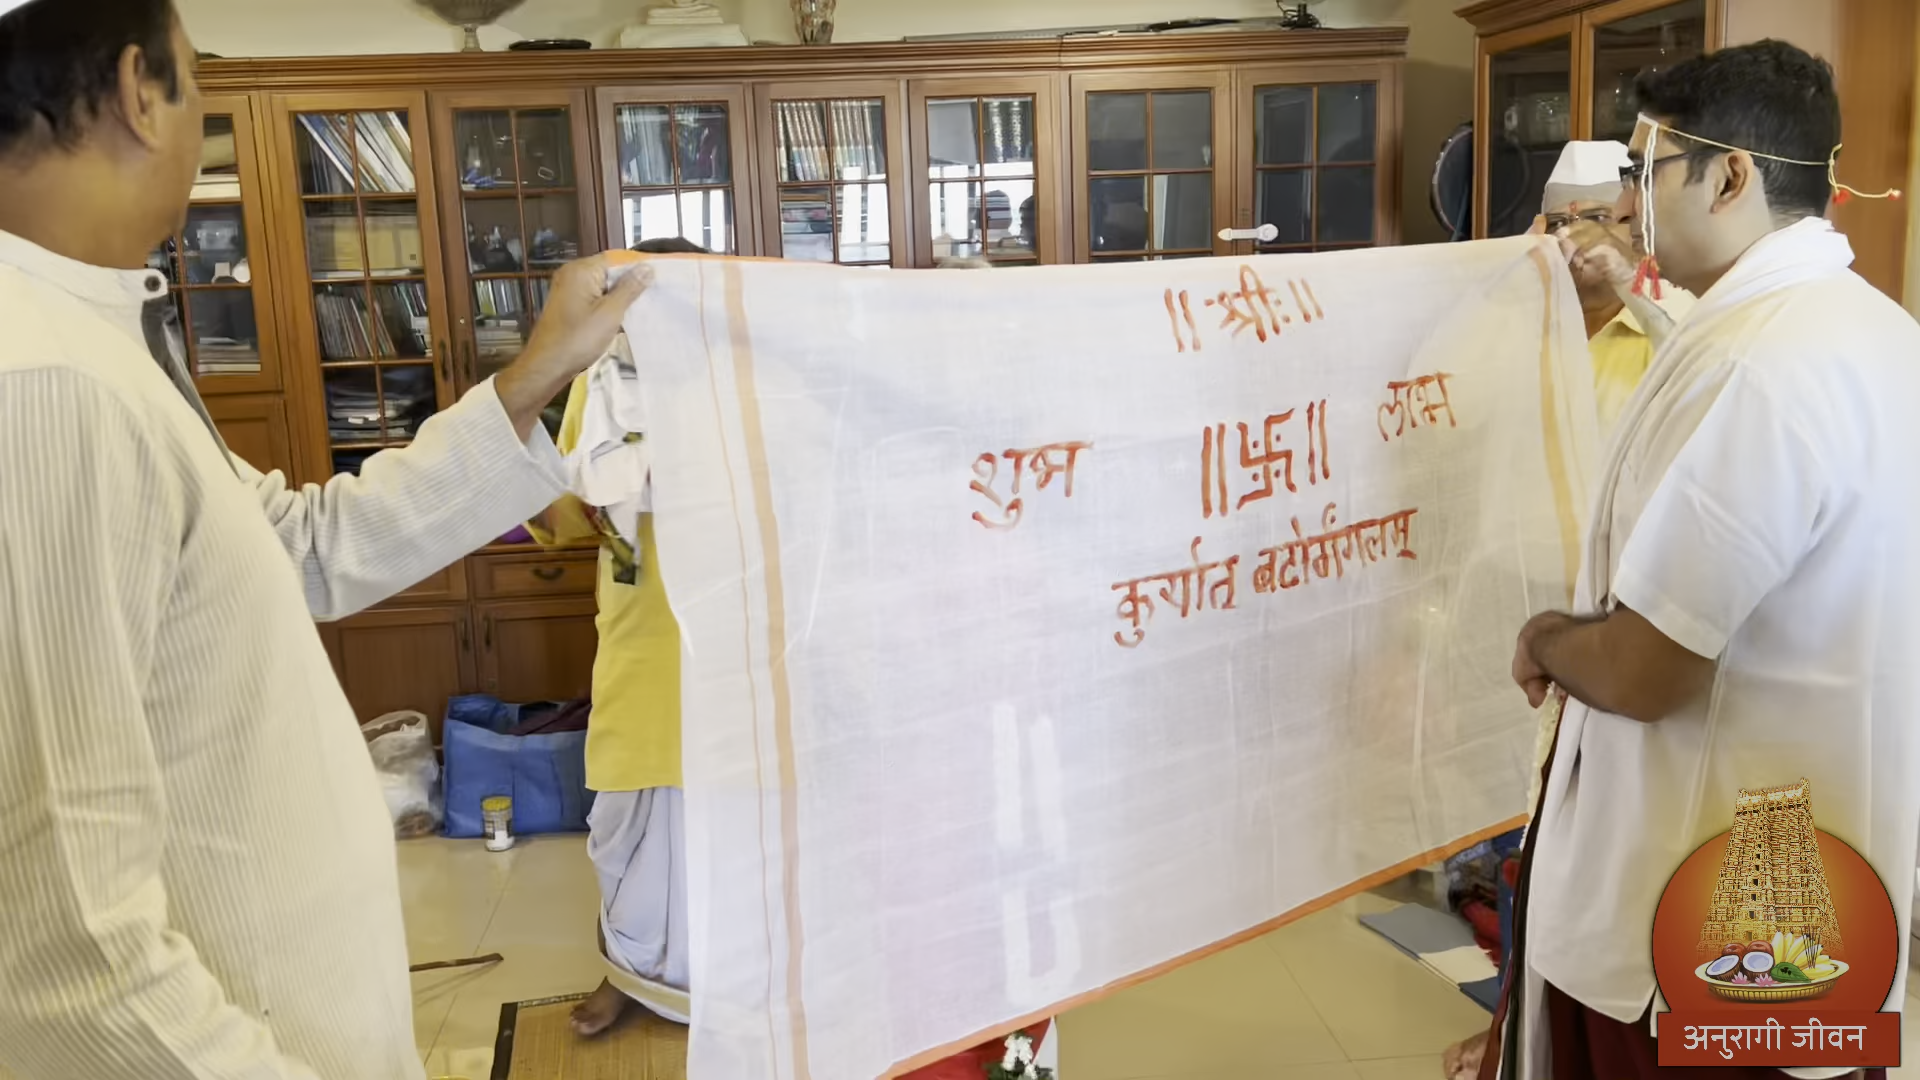 ॥ श्रीः ॥
शुभ ॥ 卐 ॥ लाभ
कुर्यात् बटोर्मंगलम्
अनुरागी जीवन